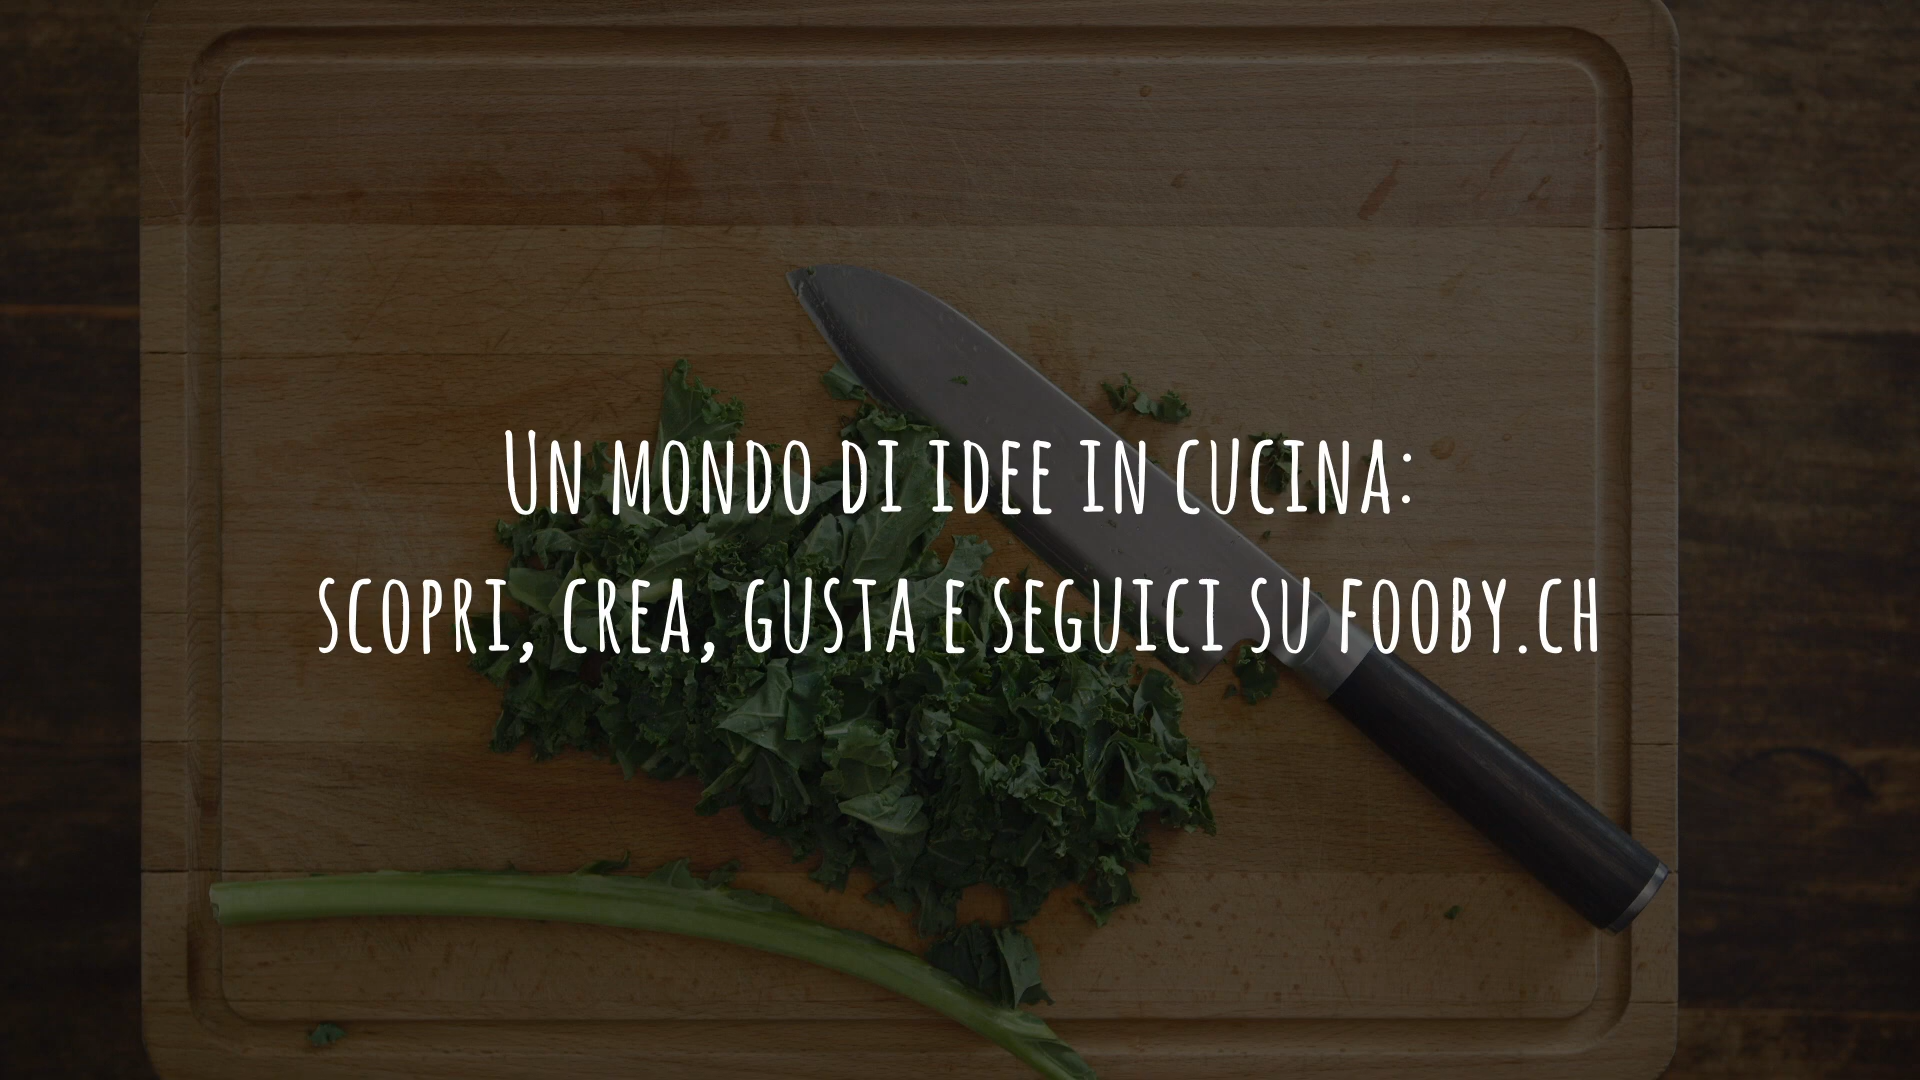 Un mondo di idee in cucina:
scopri, crea, gusta e seguici su fooby.ch